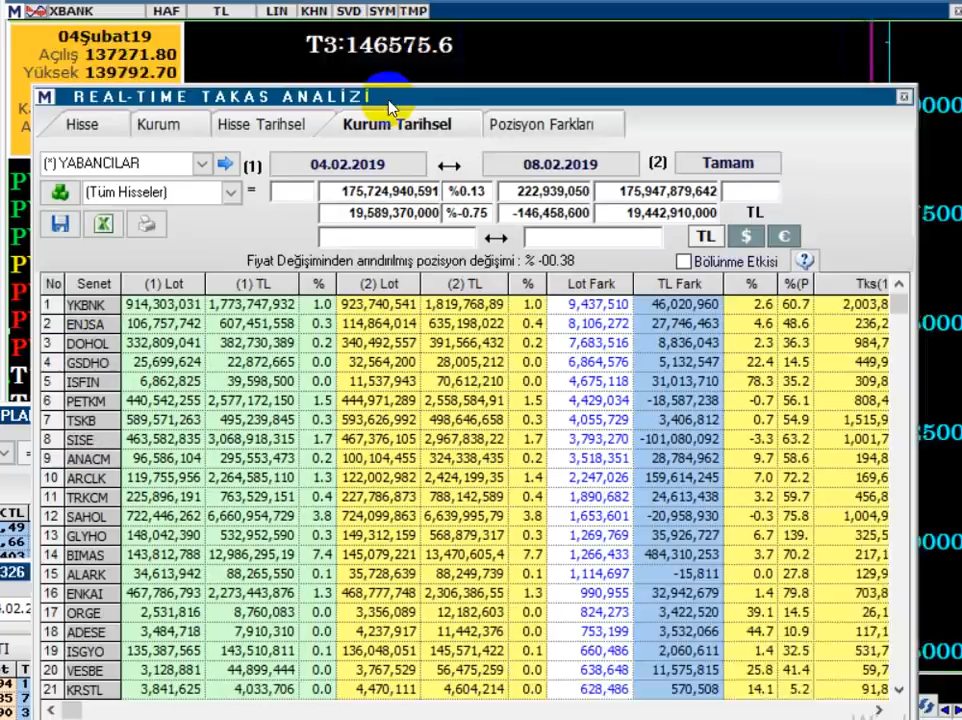 M XBANK HAF TL LIN KHN SVD SYM TMP
04Şubat19
Açılış 137271.80
Yüksek 139792.70
T3:146575.6
REAL-TIME TAKAS ANALİZİ
Hisse Kurum Hisse Tarihsel Kurum Tarihsel Pozisyon Farkları
(*) YABANCILAR (1) 04.02.2019 08.02.2019 (2) Tamam
(Tüm Hisseler) = 175,724,940,591 %0.13 222,939,050 175,947,879,642
19,589,370,000 %-0.75 -146,458,600 19,442,910,000 TL
TL $ €
Fiyat Değişiminden arındırılmış pozisyon değişimi : % -00.38 Bölünme Etkisi
No Senet (1) Lot (1) TL % (2) Lot (2) TL % Lot Fark TL Fark % %(P Tks(1
1 YKBNK 914,303,031 1,773,747,932 1.0 923,740,541 1,819,768,89 1.0 9,437,510 46,020,960 2.6 60.7 2,003,8
2 ENJSA 106,757,742 607,451,558 0.3 114,864,014 635,198,022 0.4 8,106,272 27,746,463 4.6 48.6 236,2
3 DOHOL 332,809,041 382,730,389 0.2 340,492,557 391,566,432 0.2 7,683,516 8,836,043 2.3 36.3 984,7
4 GSDHO 25,699,624 22,872,665 0.0 32,564,200 28,005,212 0.0 6,864,576 5,132,547 22.4 14.5 449,9
5 ISFIN 6,862,825 39,598,500 0.0 11,537,943 70,612,210 0.0 4,675,118 31,013,710 78.3 35.2 309,8
6 PETKM 440,542,255 2,577,172,150 1.5 444,971,289 2,558,584,91 1.5 4,429,034 -18,587,238 -0.7 56.1 808,4
7 TSKB 589,571,263 495,239,845 0.3 593,626,992 498,646,658 0.3 4,055,729 3,406,812 0.7 54.9 1,515,9
8 SISE 463,582,835 3,068,918,315 1.7 467,376,105 2,967,838,22 1.7 3,793,270 -101,080,092 -3.3 63.2 1,001,7
9 ANACM 96,586,104 295,553,473 0.2 100,104,455 324,338,435 0.2 3,518,351 28,784,962 9.7 58.6 194,8
10 ARCLK 119,755,956 2,264,585,110 1.3 122,002,982 2,424,199,35 1.4 2,247,026 159,614,245 7.0 72.2 169,6
11 TRKCM 225,896,191 763,529,151 0.4 227,786,873 788,142,589 0.4 1,890,682 24,613,438 3.2 59.7 456,8
12 SAHOL 722,446,262 6,660,954,729 3.8 724,099,863 6,639,995,79 3.8 1,653,601 -20,958,930 -0.3 75.8 1,004,9
13 GLYHO 148,042,390 532,952,590 0.3 149,312,159 568,879,317 0.3 1,269,769 35,926,727 6.7 139. 325,5
14 BIMAS 143,812,788 12,986,295,19 7.4 145,079,221 13,470,605,4 7.7 1,266,433 484,310,253 3.7 70.2 217,1
15 ALARK 34,613,942 88,265,550 0.1 35,728,639 88,249,739 0.1 1,114,697 -15,811 0.0 27.8 129,9
16 ENKAI 467,786,793 2,273,443,876 1.3 468,777,748 2,306,386,55 1.3 990,955 32,942,679 1.4 79.8 703,8
17 ORGE 2,531,816 8,760,083 0.0 3,356,089 12,182,603 0.0 824,273 3,422,520 39.1 14.5 26,1
18 ADESE 3,484,718 7,910,310 0.0 4,237,917 11,442,376 0.0 753,199 3,532,066 44.7 10.9 117,1
19 ISGYO 135,387,565 143,510,811 0.1 136,048,051 145,571,422 0.1 660,486 2,060,611 1.4 32.5 531,7
20 VESBE 3,128,881 44,899,444 0.0 3,767,529 56,475,259 0.0 638,648 11,575,815 25.8 41.4 59,7
21 KRSTL 3,841,625 4,033,706 0.0 4,470,111 4,604,214 0.0 628,486 570,508 14.1 5.2 91,8